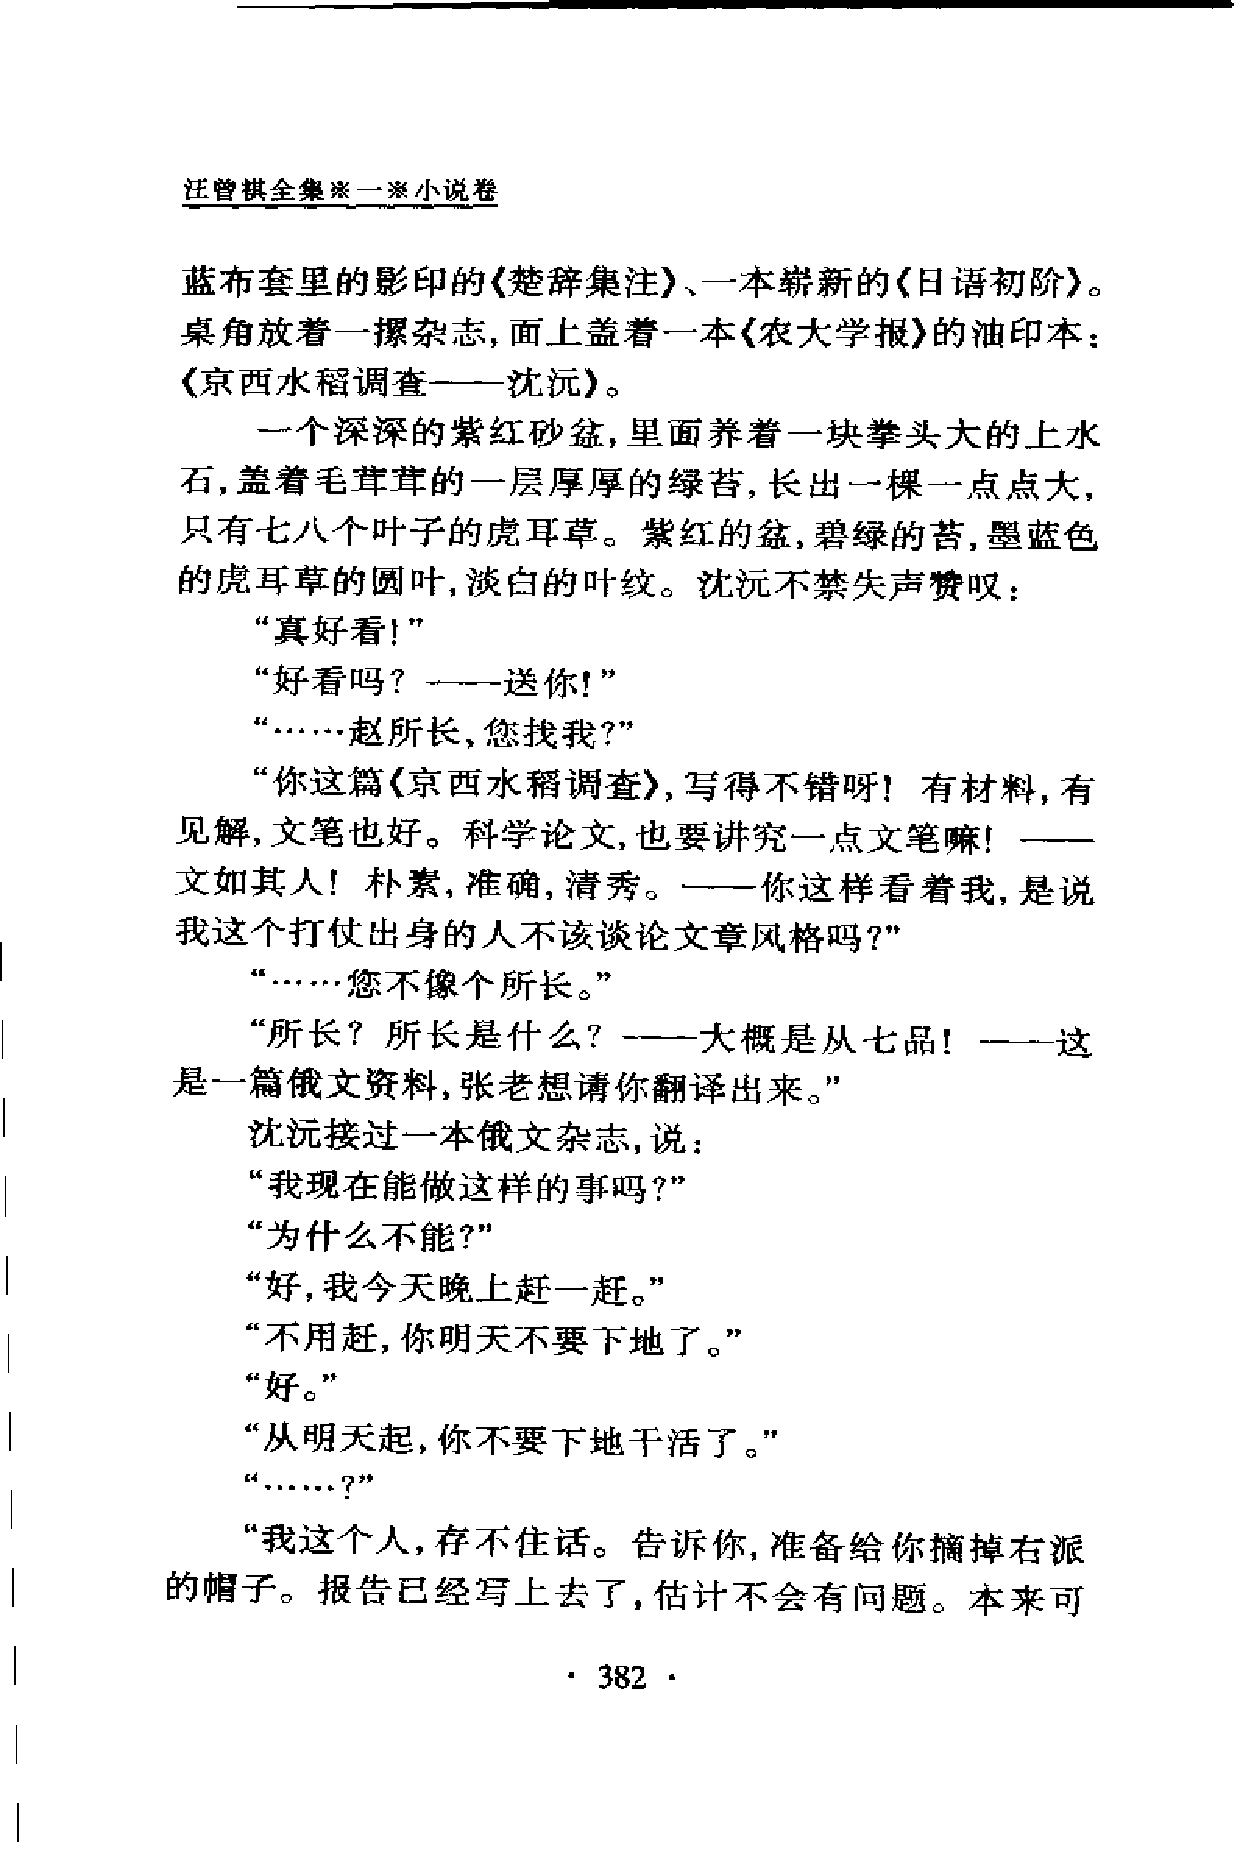 汪曾祺全集※一※小说卷
蓝布套里的影印的《楚辞集注》、一本崭新的《日语初阶》。
桌角放着一摞杂志，面上盖着一本《农大学报》的油印本：
《京西水稻调查——沈沅》。
一个深深的紫红砂盆，里面养着一块拳头大的上水
石，盖着毛茸茸的一层厚厚的绿苔，长出一棵一点点大，
只有七八个叶子的虎耳草。紫红的盆，碧绿的苔，墨蓝色
的虎耳草的圆叶，淡白的叶纹。沈沅不禁失声赞叹：
“真好看！”
“好看吗？——送你！”
“……赵所长，您找我？”
“你这篇《京西水稻调查》，写得不错呀！有材料，有
见解，文笔也好。科学论文，也要讲究一点文笔嘛！——
文如其人！朴素，准确，清秀。——你这样看着我，是说
我这个打仗出身的人不该谈论文章风格吗？”
“……您不像个所长。”
“所长？所长是什么？——大概是从七品！——这
是一篇俄文资料，张老想请你翻译出来。”
沈沅接过一本俄文杂志，说：
“我现在能做这样的事吗？”
“为什么不能？”
“好，我今天晚上赶一赶。”
“不用赶，你明天不要下地了。”
“好。”
“从明天起，你不要下地干活了。”
“……？”
“我这个人，存不住话。告诉你，准备给你摘掉右派
的帽子。报告已经写上去了，估计不会有问题。本来可
· 382 ·